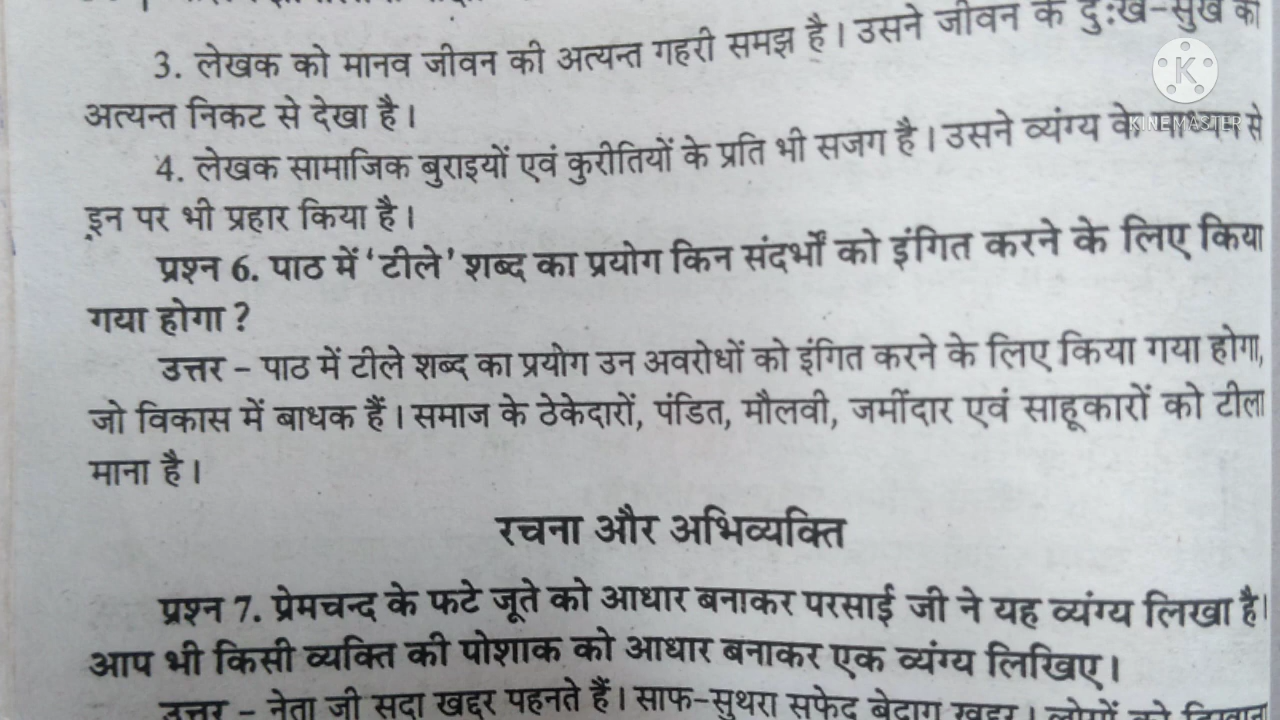 3. लेखक को मानव जीवन की अत्यन्त गहरी समझ है। उसने जीवन के दुःख-सुख को
अत्यन्त निकट से देखा है।
KINEMASTER
4. लेखक सामाजिक बुराइयों एवं कुरीतियों के प्रति भी सजग है। उसने व्यंग्य के से
इन पर भी प्रहार किया है।
प्रश्न 6. पाठ में 'टीले' शब्द का प्रयोग किन संदर्भों को इंगित करने के लिए किया
गया होगा ?
उत्तर – पाठ में टीले शब्द का प्रयोग उन अवरोधों को इंगित करने के लिए किया गया होगा,
जो विकास में बाधक हैं। समाज के ठेकेदारों, पंडित, मौलवी, जमींदार एवं साहूकारों को टीला
माना है।
रचना और अभिव्यक्ति
प्रश्न 7. प्रेमचन्द के फटे जूते को आधार बनाकर परसाई जी ने यह व्यंग्य लिखा है।
आप भी किसी व्यक्ति की पोशाक को आधार बनाकर एक व्यंग्य लिखिए।
उत्तर – नेता जी सदा खद्दर पहनते हैं। साफ-सुथरा सफेद बेदाग खद्दर।